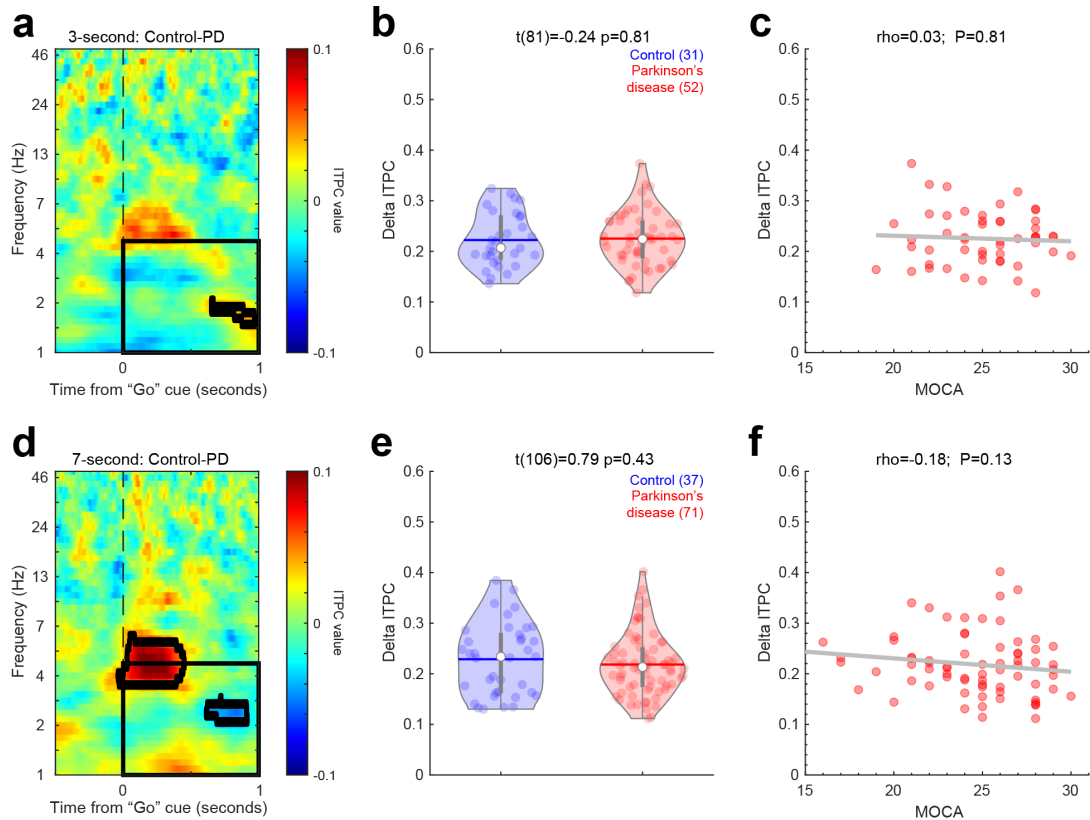 a
3-second: Control-PD
46
24
13
7
4
2
1
Frequency (Hz)
0
1
Time from “Go” cue (seconds)
0.1
0
-0.1
ITPC value
b
t(81)=-0.24 p=0.81
Control (31)
Parkinson’s
disease (52)
0.6
0.5
0.4
0.3
0.2
0.1
0
Delta ITPC
c
rho=0.03; P=0.81
0.6
0.5
0.4
0.3
0.2
0.1
0
Delta ITPC
15
20
25
30
MOCA
d
7-second: Control-PD
46
24
13
7
4
2
1
Frequency (Hz)
0
1
Time from “Go” cue (seconds)
0.1
0
-0.1
ITPC value
e
t(106)=0.79 p=0.43
Control (37)
Parkinson’s
disease (71)
0.6
0.5
0.4
0.3
0.2
0.1
0
Delta ITPC
f
rho=-0.18; P=0.13
0.6
0.5
0.4
0.3
0.2
0.1
0
Delta ITPC
15
20
25
30
MOCA